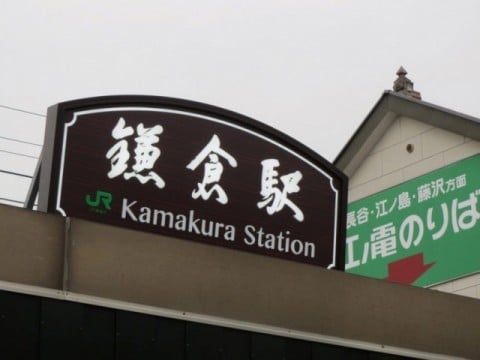 鎌倉駅
JR
Kamakura Station
長谷・江ノ島・藤沢方面
江ノ電のりば